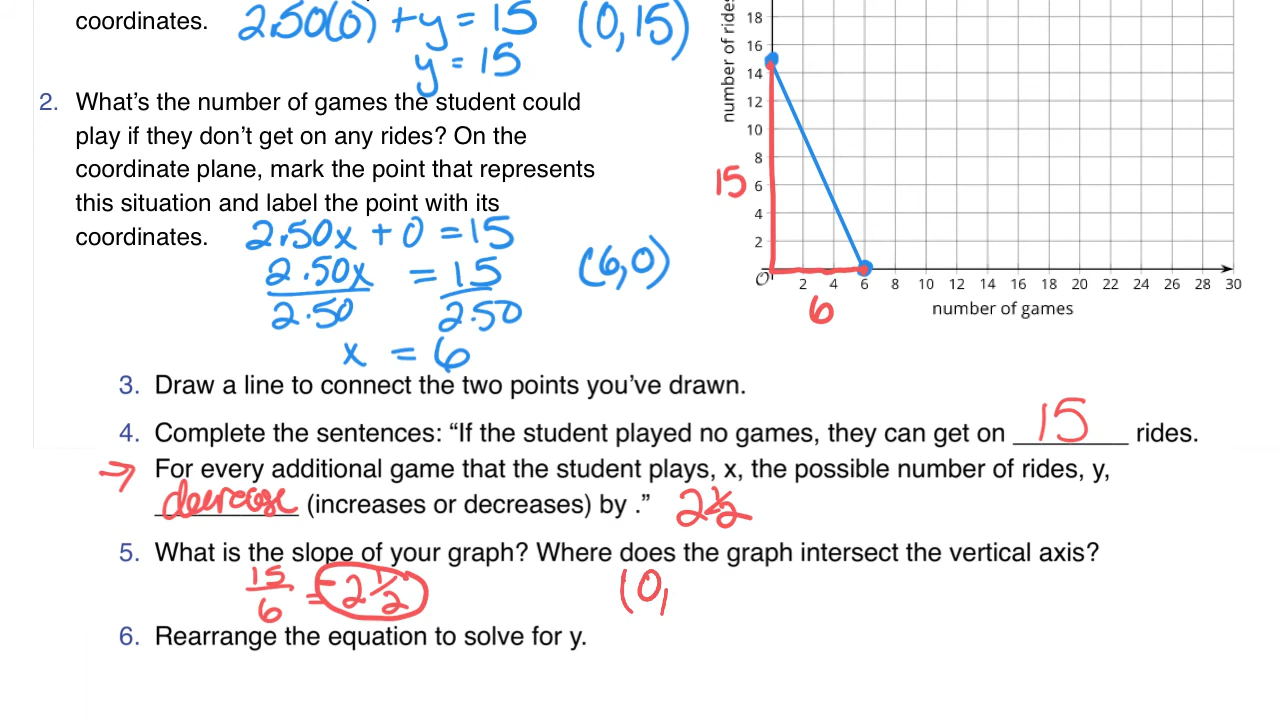 coordinates. 2.50(0) + y = 15 (0, 15)
y = 15
2. What’s the number of games the student could
play if they don’t get on any rides? On the
coordinate plane, mark the point that represents
this situation and label the point with its
coordinates. 2.50x + 0 = 15
2.50x = 15 (6, 0)
2.50 2.50
x = 6
number of rides
18
16
14
12
10
8
15 6
4
2
O 2 4 6 8 10 12 14 16 18 20 22 24 26 28 30
6 number of games
3. Draw a line to connect the two points you’ve drawn.
4. Complete the sentences: “If the student played no games, they can get on 15 rides.
→ For every additional game that the student plays, x, the possible number of rides, y,
decrease (increases or decreases) by .” 2 1/2
5. What is the slope of your graph? Where does the graph intersect the vertical axis?
15/6 = -2 1/2 (0,
6. Rearrange the equation to solve for y.